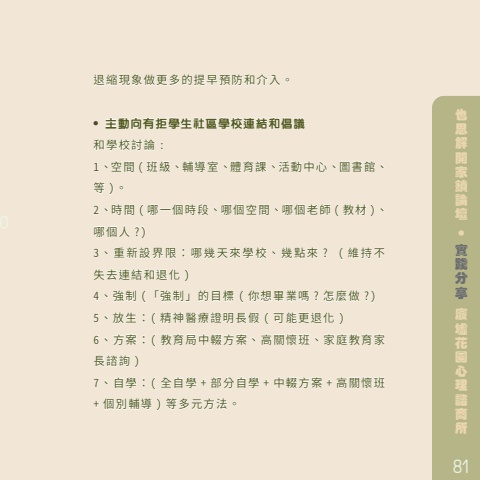 退縮現象做更多的提早預防和介入。
• 主動向有拒學生社區學校連結和倡議
和學校討論：
1、空間 ( 班級、輔導室、體育課、活動中心、圖書館、
等 )。
2、時間 ( 哪一個時段、哪個空間、哪個老師 ( 教材 )、
哪個人 ?)
3、重新設界限：哪幾天來學校、幾點來？ ( 維持不
失去連結和退化 )
4、強制 (「強制」的目標 ( 你想畢業嗎？怎麼做 ?)
5、放生：( 精神醫療證明長假 ( 可能更退化 )
6、方案：( 教育局中輟方案、高關懷班、家庭教育家
長諮詢 )
7、自學：( 全自學 + 部分自學 + 中輟方案 + 高關懷班
+ 個別輔導 ) 等多元方法。
也思解開家鎖論壇 • 實踐分享 廢墟花園心理諮商所
81